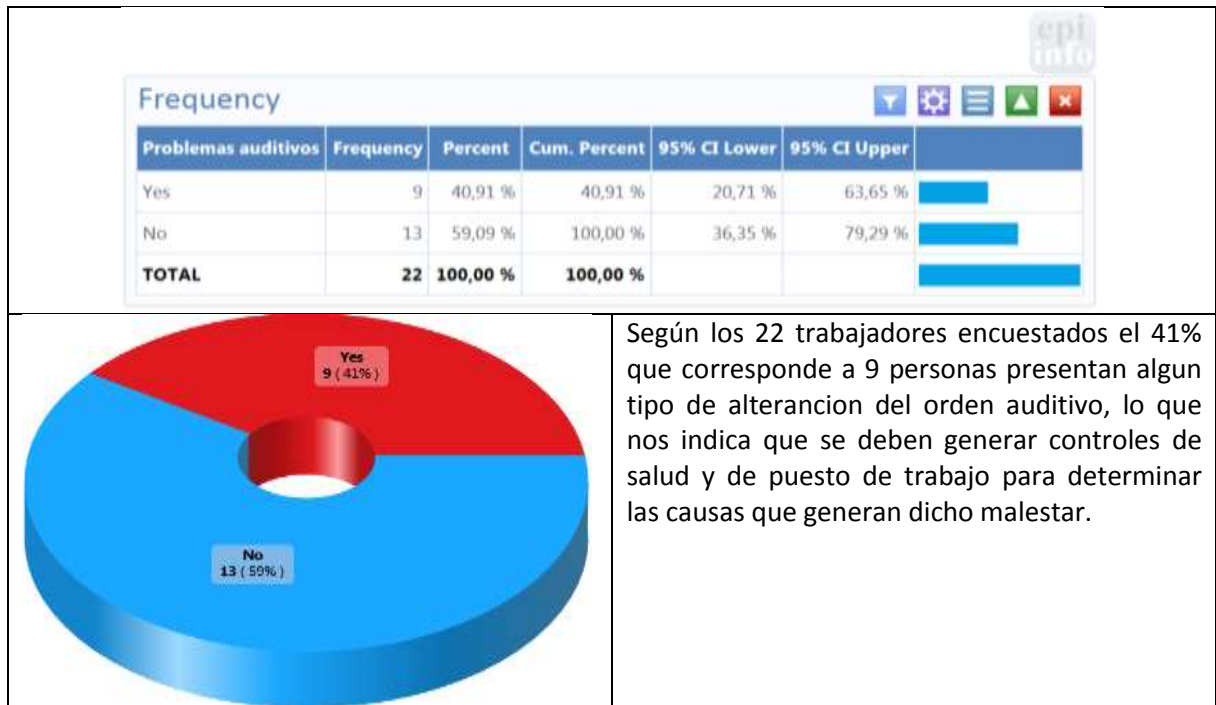 epi
info
Frequency
Problemas auditivos Frequency Percent Cum. Percent 95% CI Lower 95% CI Upper
Yes 9 40,91 % 40,91 % 20,71 % 63,65 %
No 13 59,09 % 100,00 % 36,35 % 79,29 %
TOTAL 22 100,00 % 100,00 %
Yes
9 ( 41% )
No
13 ( 59% )
Según los 22 trabajadores encuestados el 41%
que corresponde a 9 personas presentan algun
tipo de alterancion del orden auditivo, lo que
nos indica que se deben generar controles de
salud y de puesto de trabajo para determinar
las causas que generan dicho malestar.